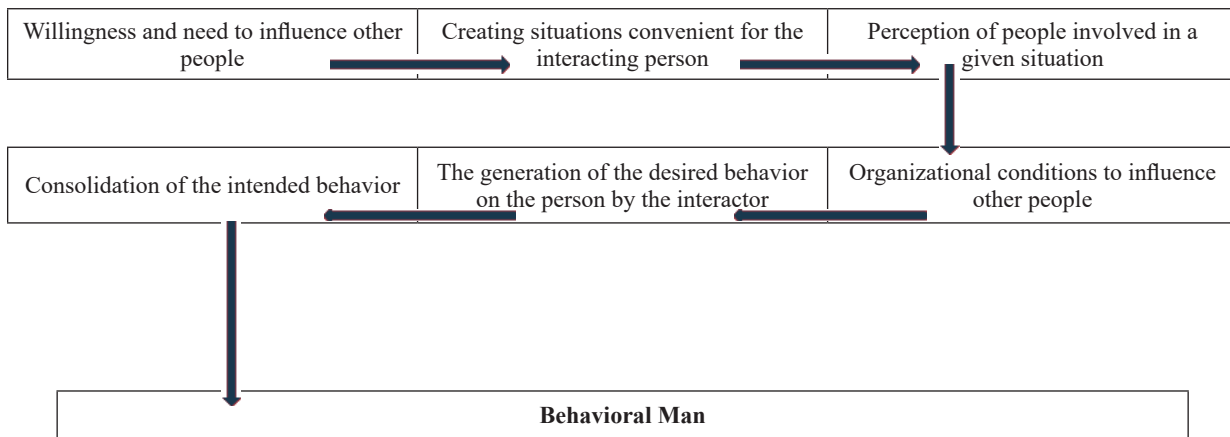 Willingness and need to influence other
people
Creating situations convenient for the
interacting person
Perception of people involved in a
given situation
Consolidation of the intended behavior
The generation of the desired behavior
on the person by the interactor
Organizational conditions to influence
other people
Behavioral Man